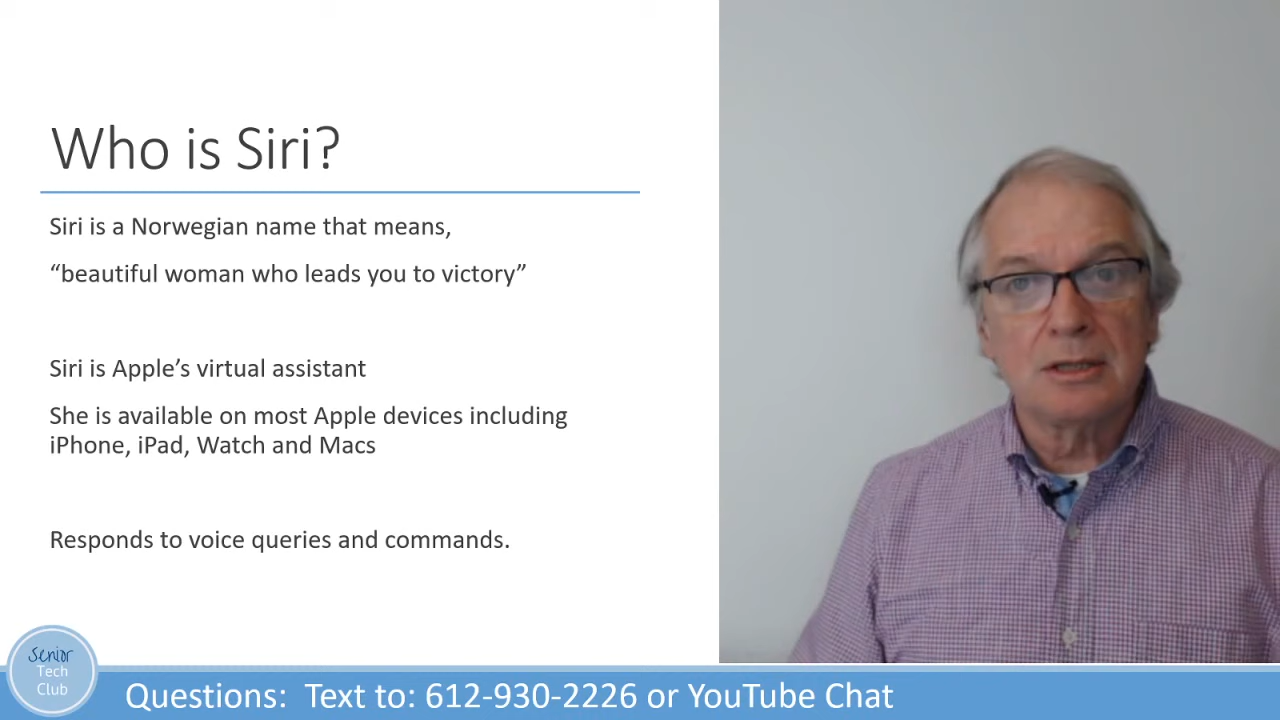 Who is Siri?
Siri is a Norwegian name that means,
“beautiful woman who leads you to victory”
Siri is Apple’s virtual assistant
She is available on most Apple devices including
iPhone, iPad, Watch and Macs
Responds to voice queries and commands.
Senior
Tech
Club
Questions: Text to: 612-930-2226 or YouTube Chat